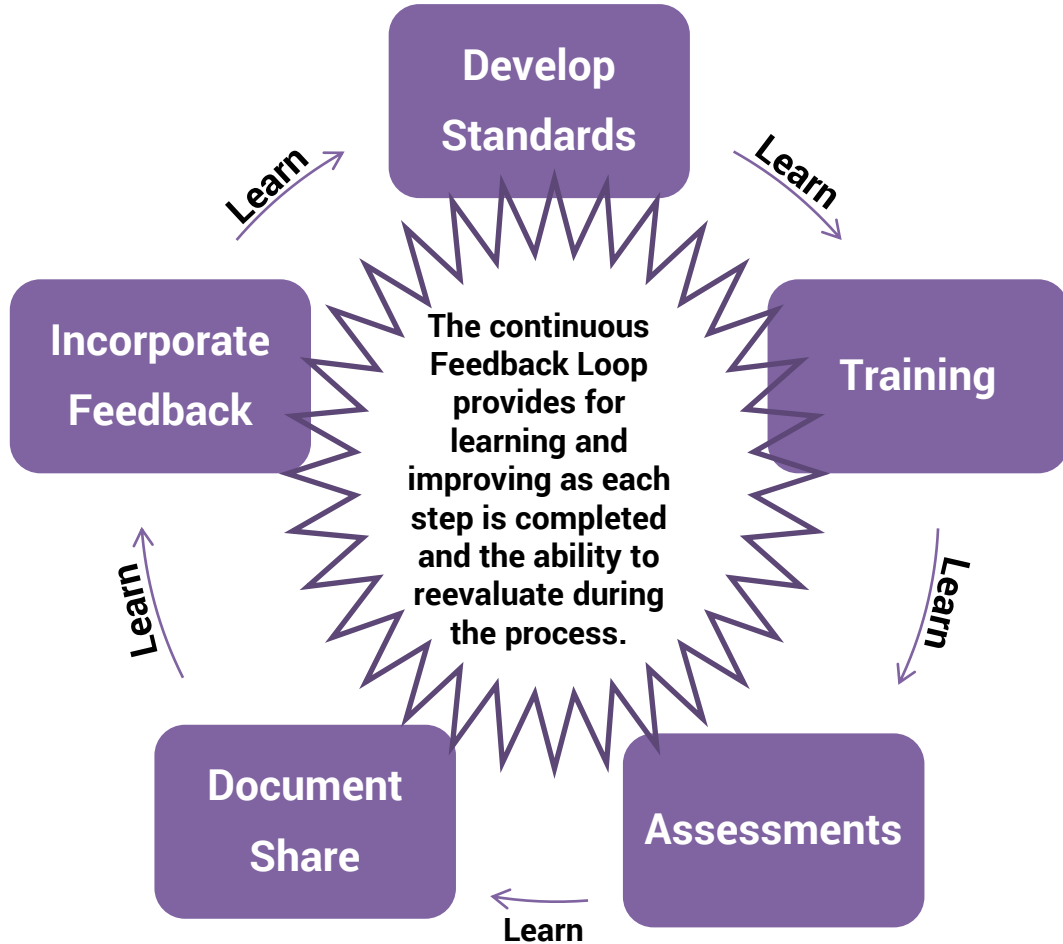 Develop
Standards
Learn
Training
Learn
Assessments
Learn
Document
Share
Learn
Incorporate
Feedback
Learn
The continuous
Feedback Loop
provides for
learning and
improving as each
step is completed
and the ability to
reevaluate during
the process.